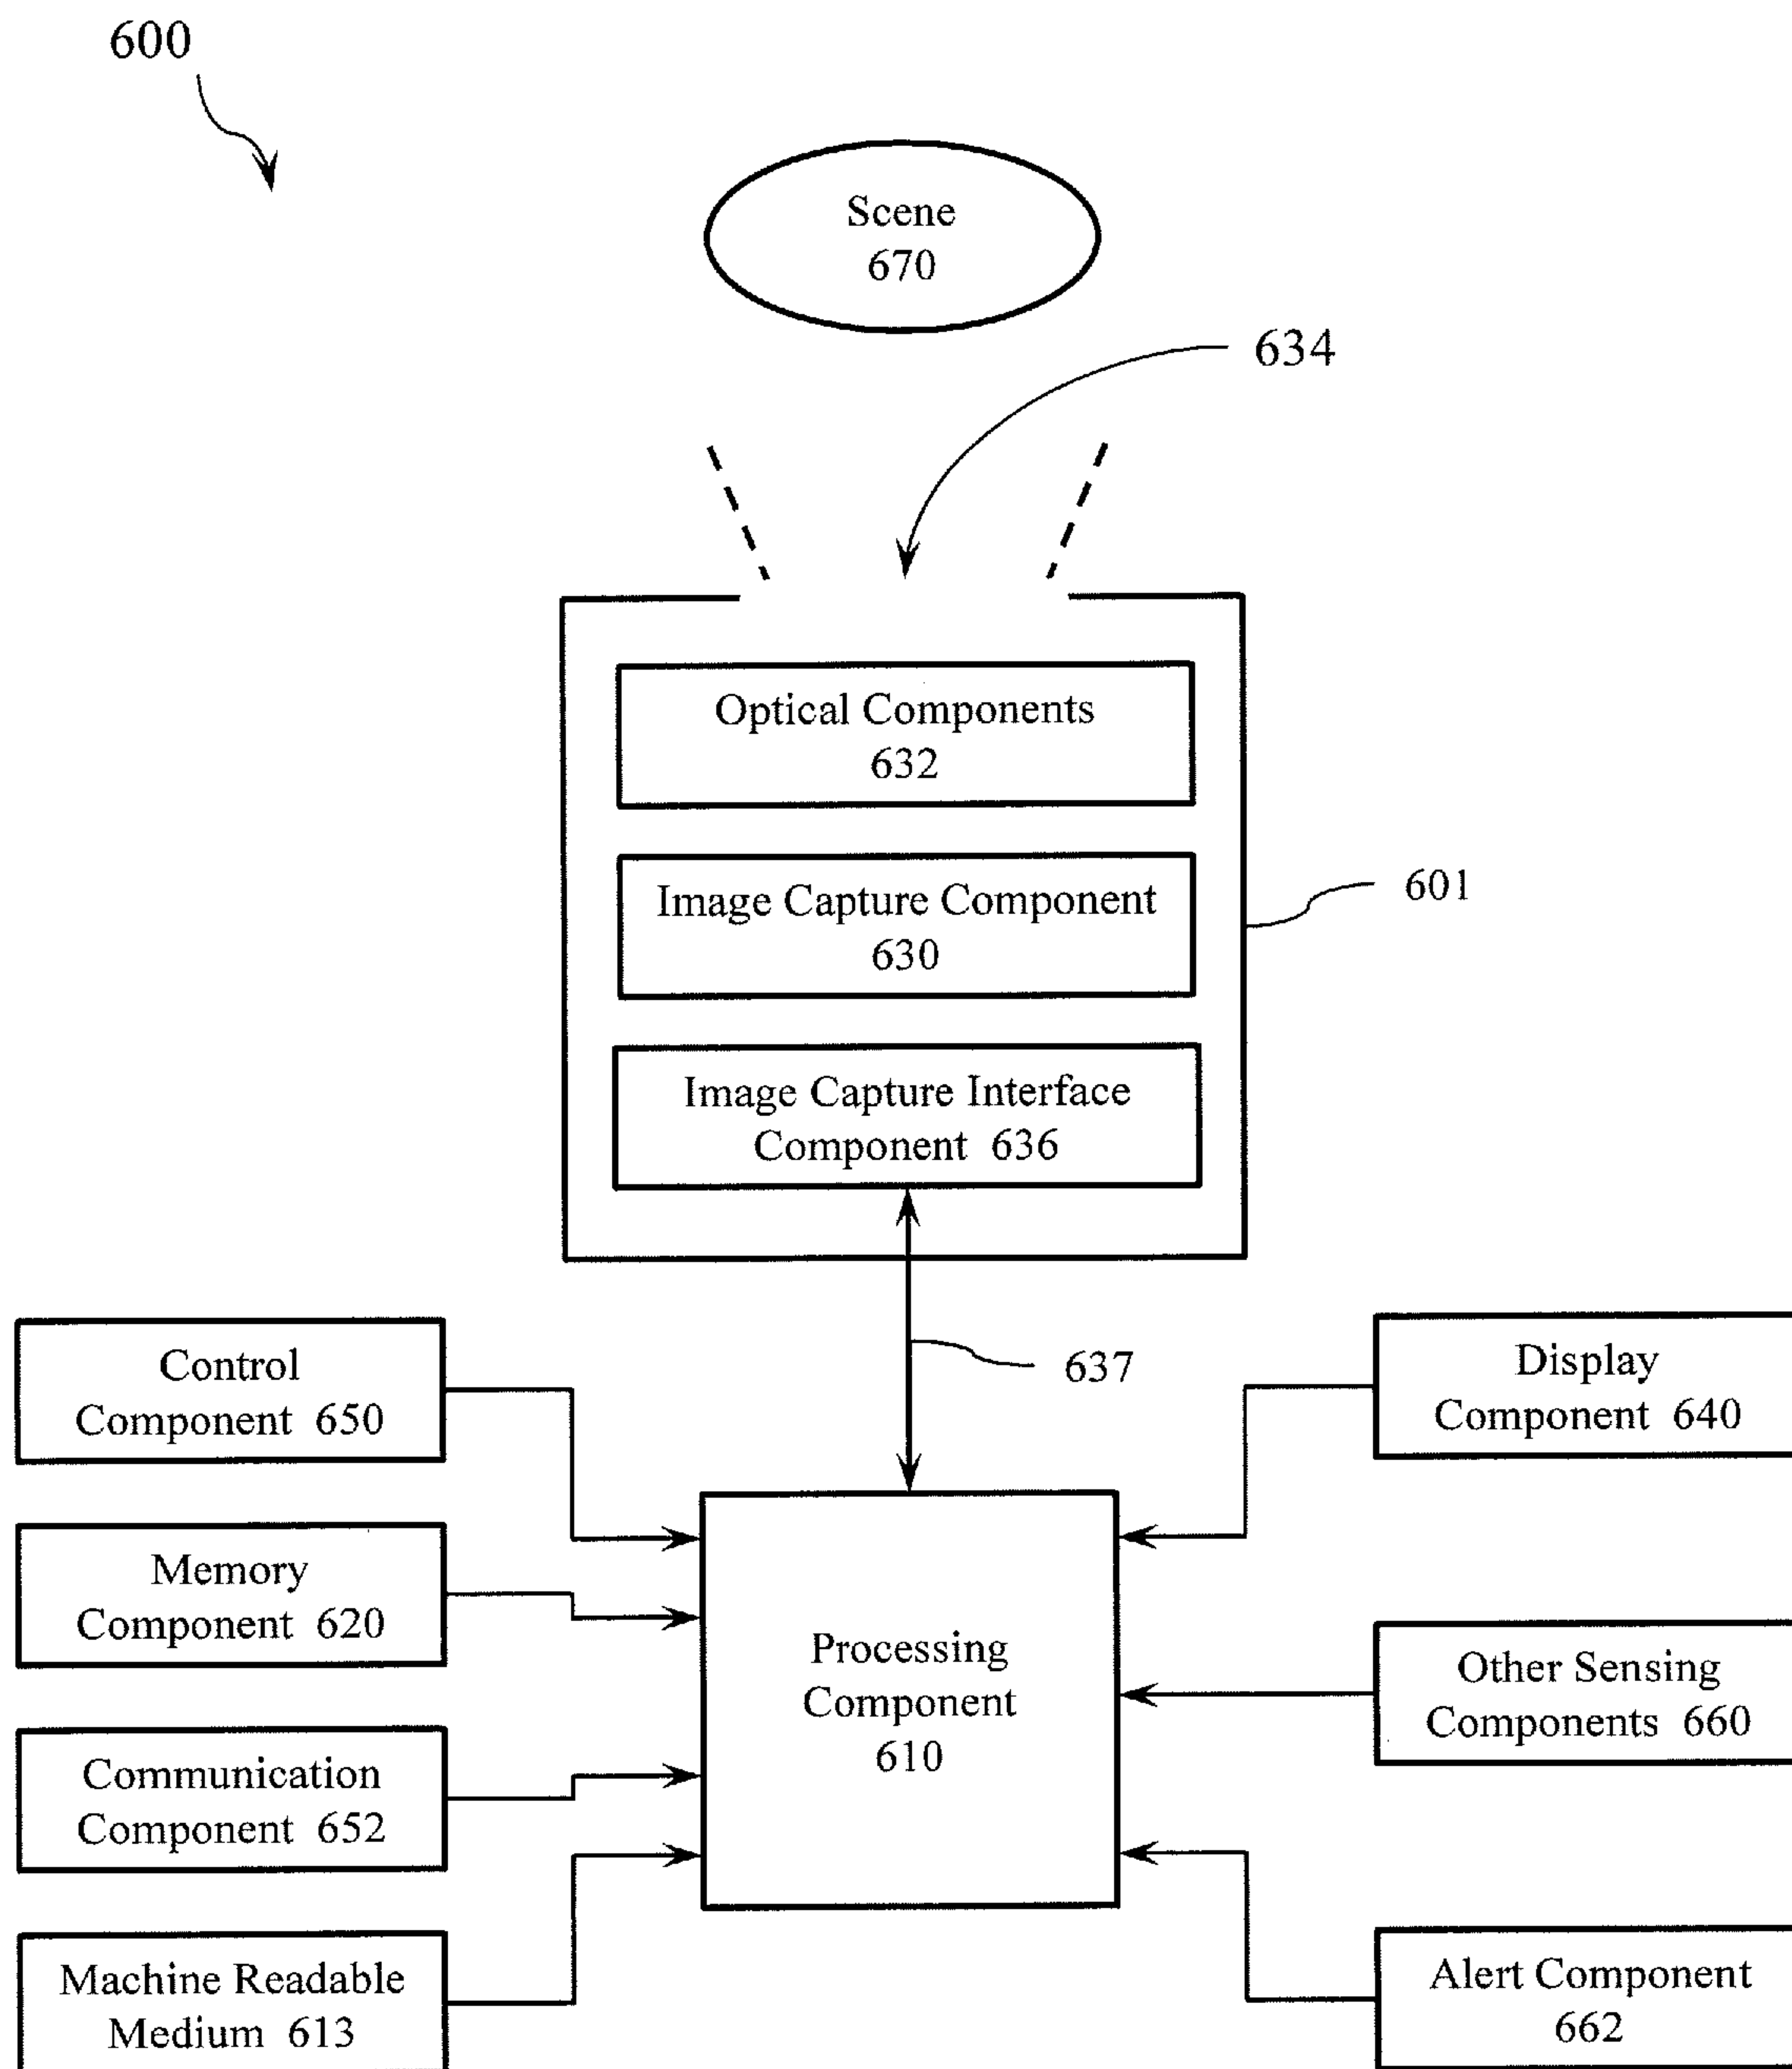 600
Scene
670
634
Optical Components
632
Image Capture Component
630
601
Image Capture Interface
Component 636
637
Control
Component 650
Display
Component 640
Memory
Component 620
Processing
Component
610
Other Sensing
Components 660
Communication
Component 652
Machine Readable
Medium 613
Alert Component
662